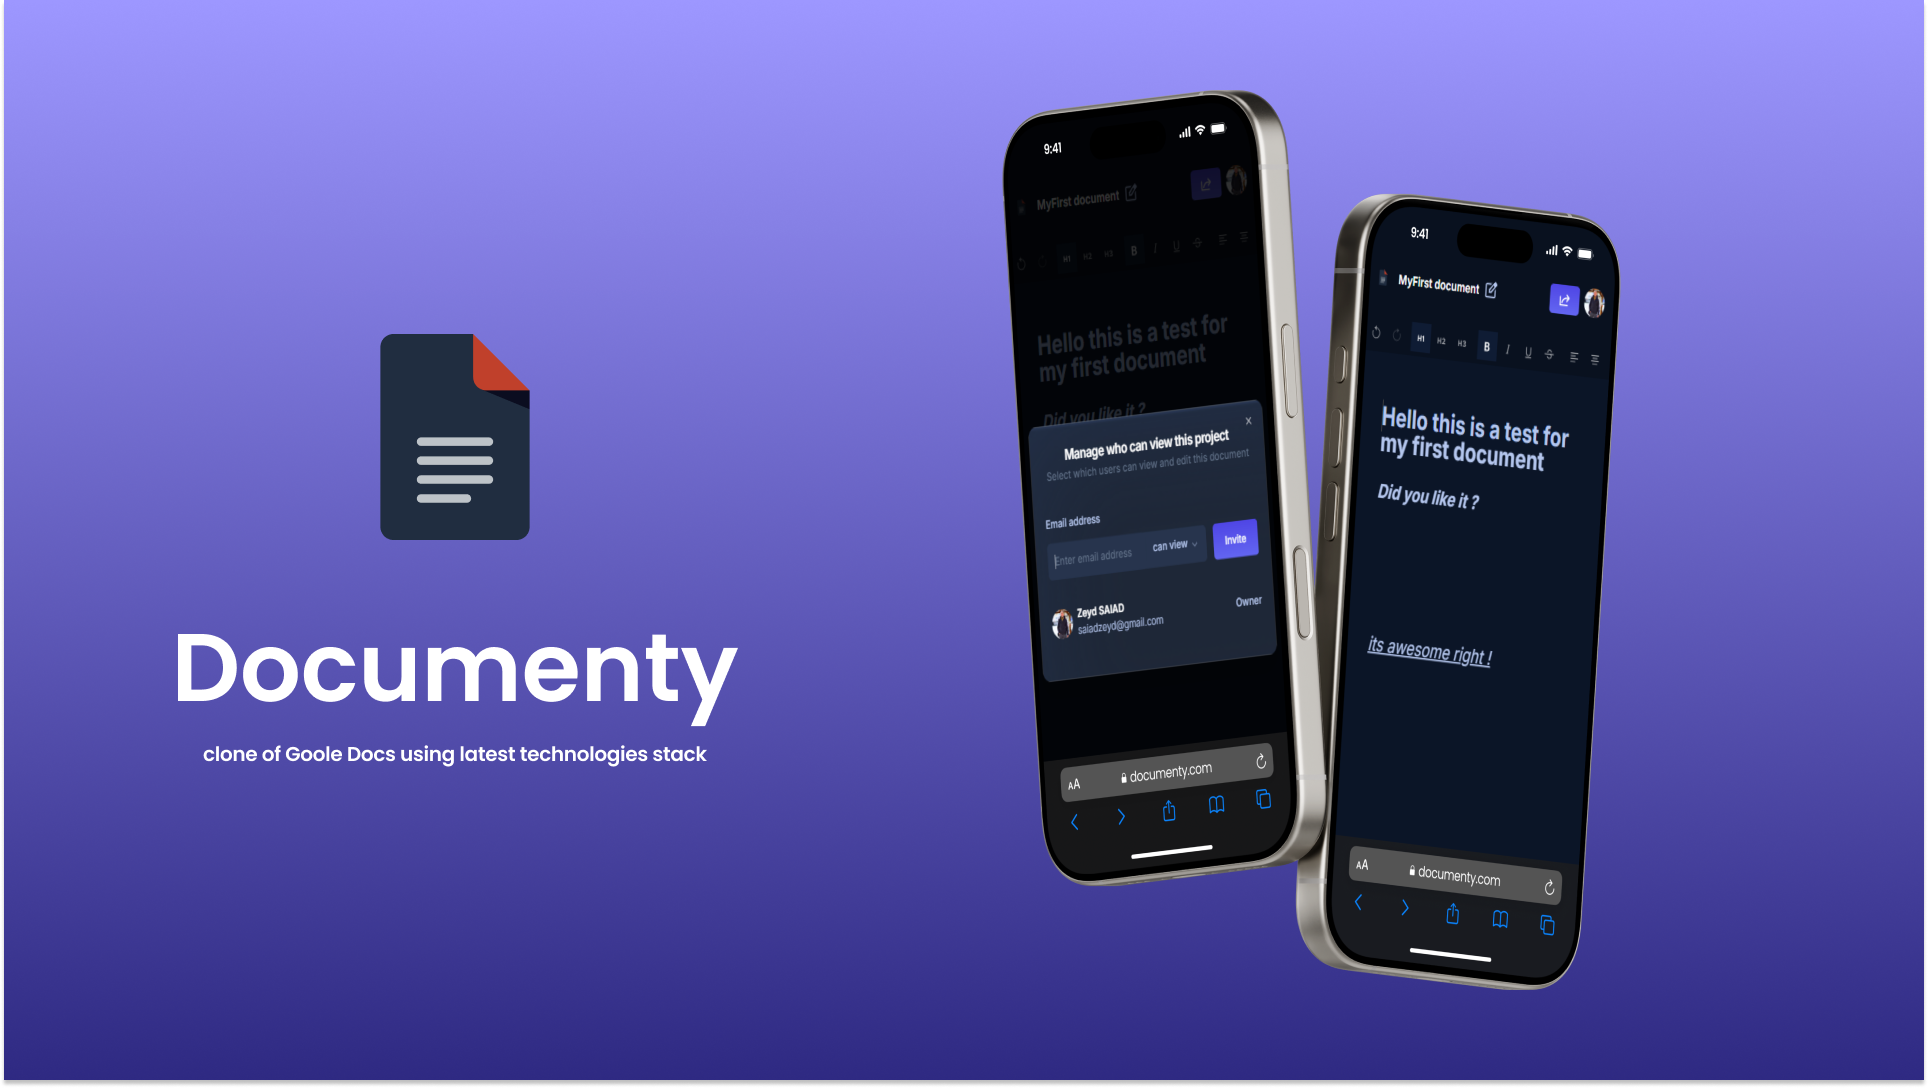 Documenty
clone of Goole Docs using latest technologies stack
9:41
MyFirst document
H1 H2 H3 B I U S
Hello this is a test for
my first document
Did you like it ?
x
Manage who can view this project
Select which users can view and edit this document
Email address
Enter email address can view Invite
Zeyd SAIAD Owner
saiadzeyd@gmail.com
AA documenty.com
9:41
MyFirst document
H1 H2 H3 B I U S
Hello this is a test for
my first document
Did you like it ?
its awesome right !
AA documenty.com